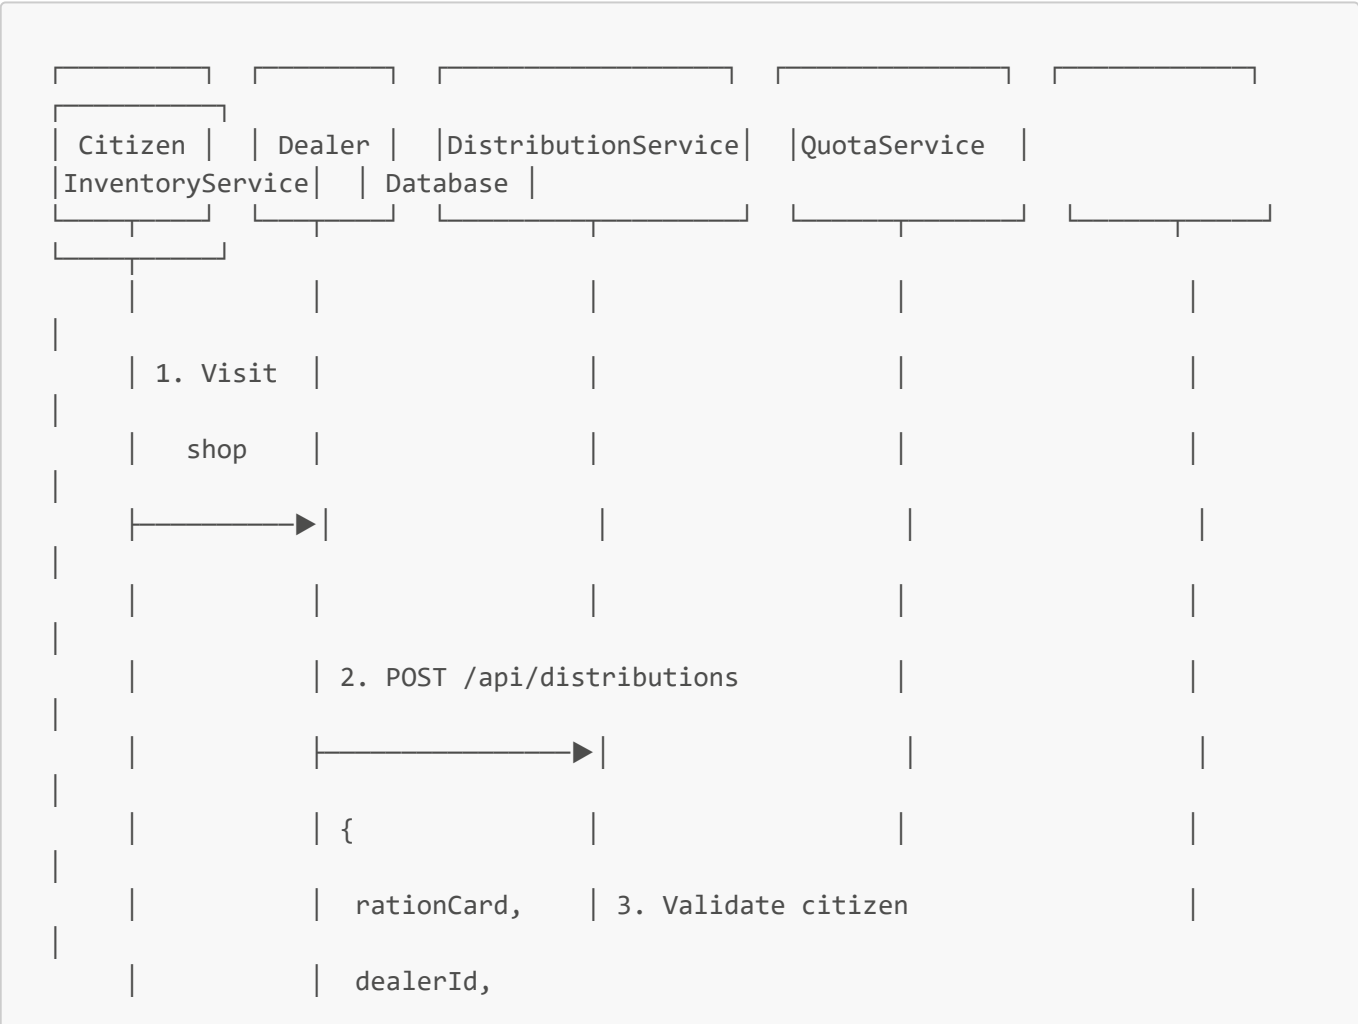 Citizen Dealer DistributionService QuotaService
InventoryService Database
1. Visit
shop
2. POST /api/distributions
{
rationCard, 3. Validate citizen
dealerId,